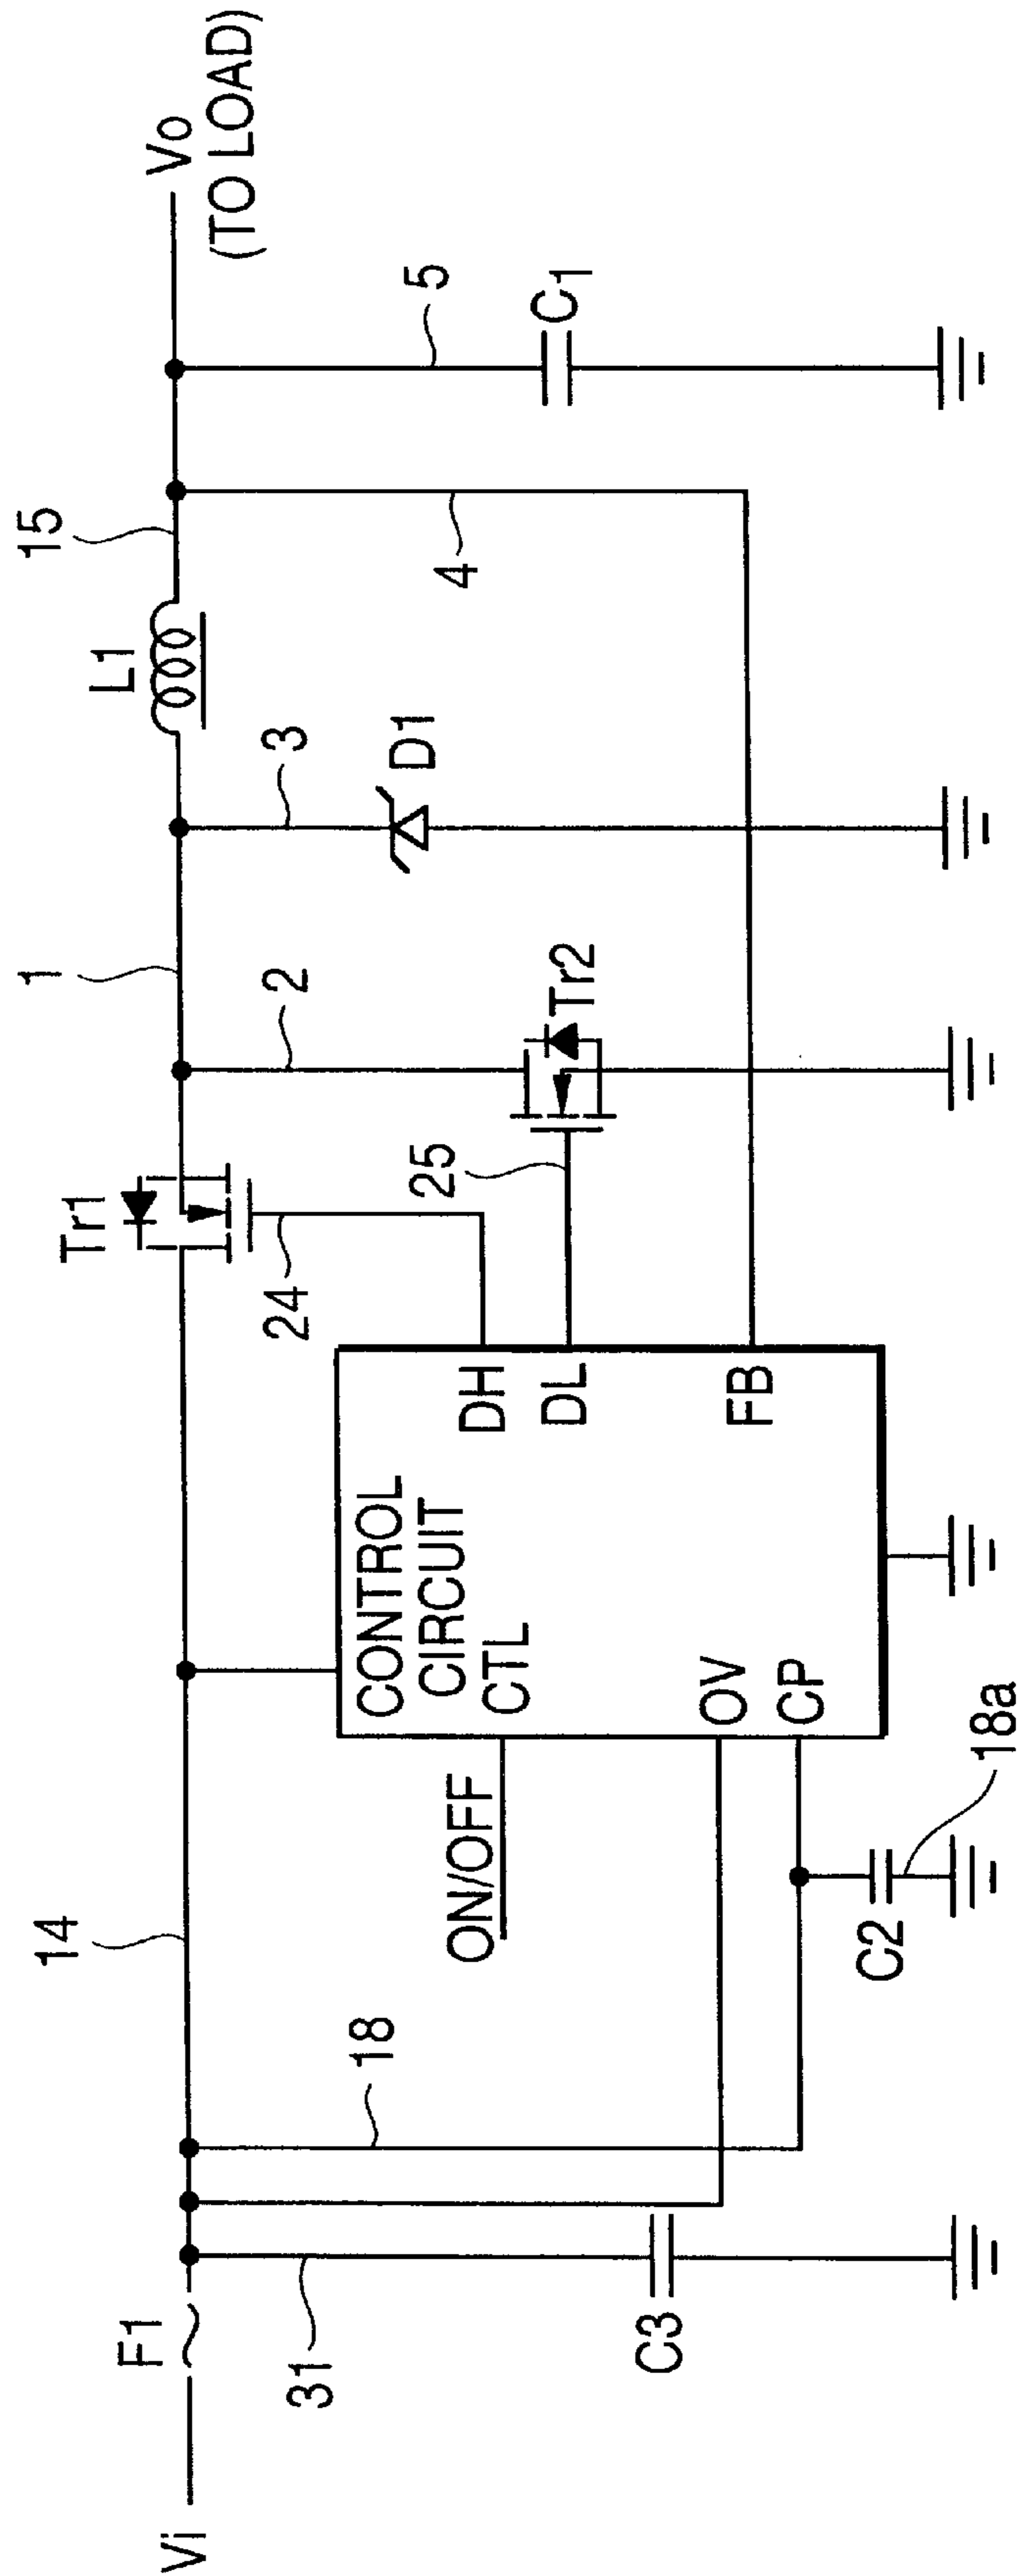 Vi
F1
31
C3
14
18
ON/OFF
C2
18a
CONTROL
CIRCUIT
CTL
OV
CP
DH
DL
FB
Tr1
24
25
1
2
Tr2
3
D1
L1
15
4
5
C1
Vo
(TO LOAD)